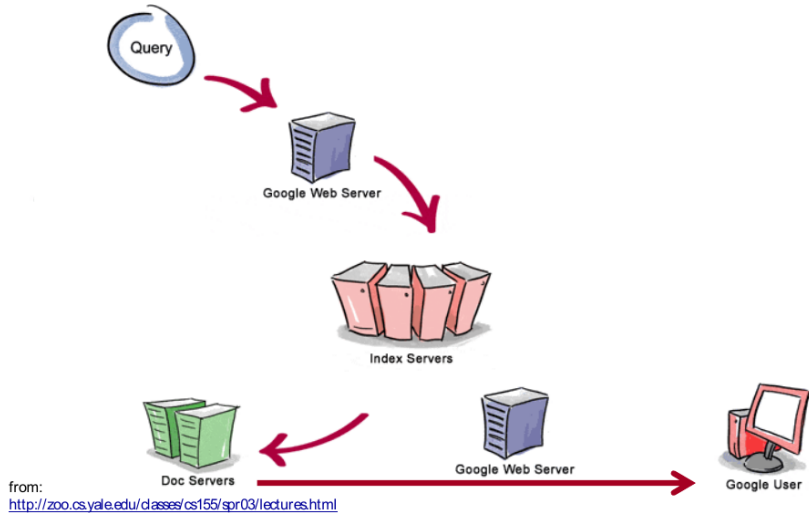 Query
Google Web Server
Index Servers
Doc Servers
Google Web Server
Google User
from:
http://zoo.cs.yale.edu/classes/cs155/spr03/lectures.html